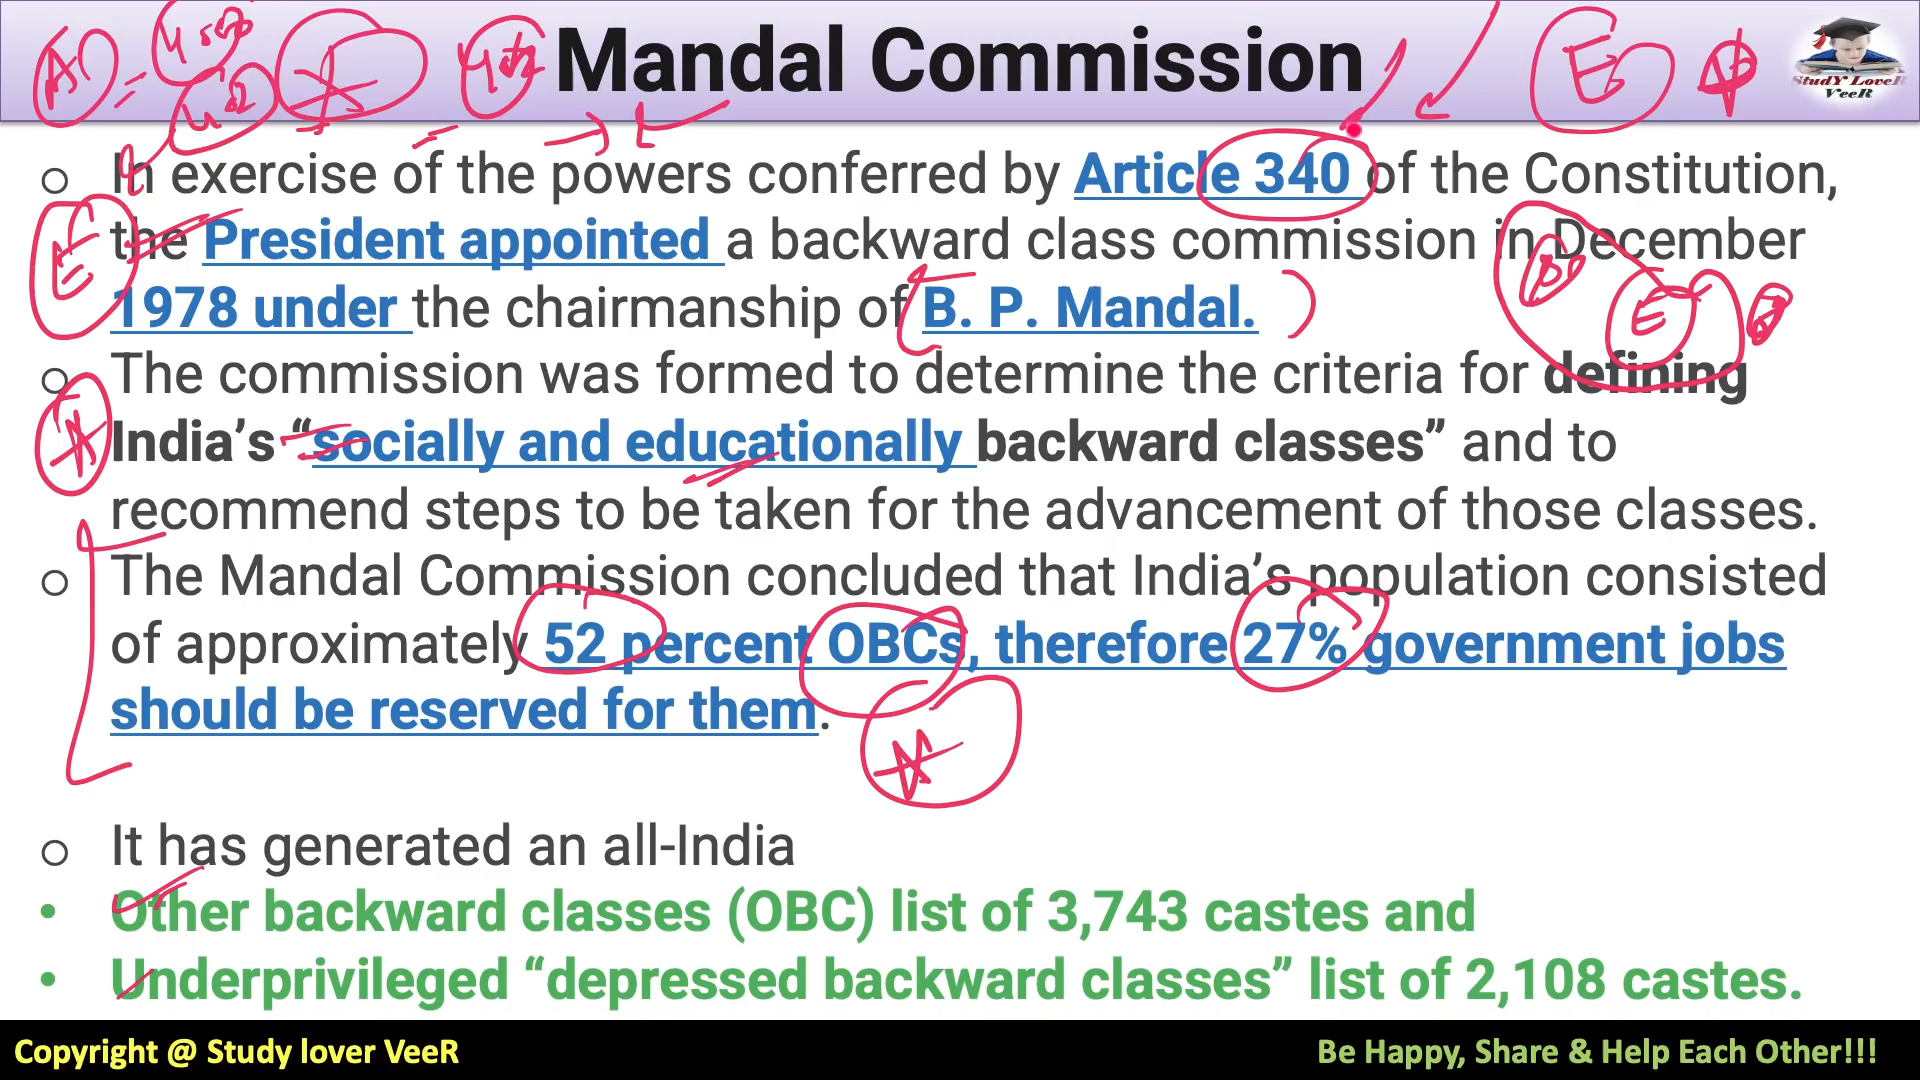 Mandal Commission
StudY LoveR
VeeR
○ In exercise of the powers conferred by Article 340 of the Constitution,
the President appointed a backward class commission in December
1978 under the chairmanship of B. P. Mandal.
○ The commission was formed to determine the criteria for defining
India’s “socially and educationally backward classes” and to
recommend steps to be taken for the advancement of those classes.
○ The Mandal Commission concluded that India’s population consisted
of approximately 52 percent OBCs, therefore 27% government jobs
should be reserved for them.
○ It has generated an all-India
• Other backward classes (OBC) list of 3,743 castes and
• Underprivileged “depressed backward classes” list of 2,108 castes.
Copyright @ Study lover VeeR
Be Happy, Share & Help Each Other!!!